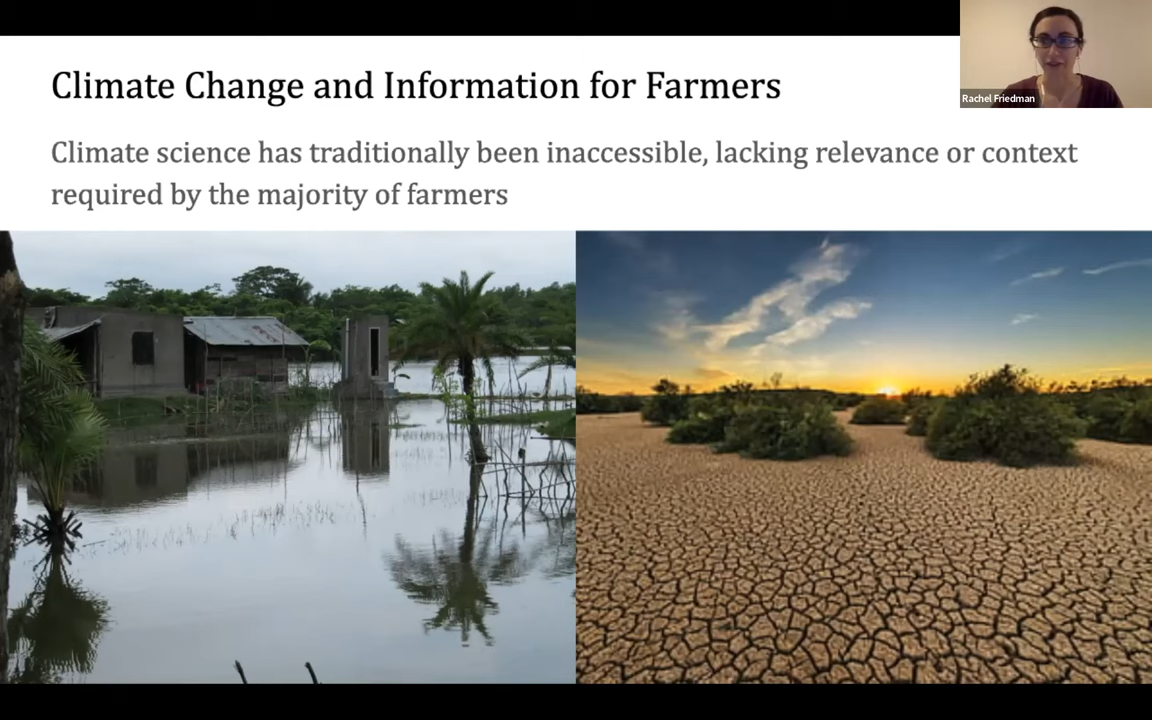 Climate Change and Information for Farmers
Rachel Friedman
Climate science has traditionally been inaccessible, lacking relevance or context
required by the majority of farmers